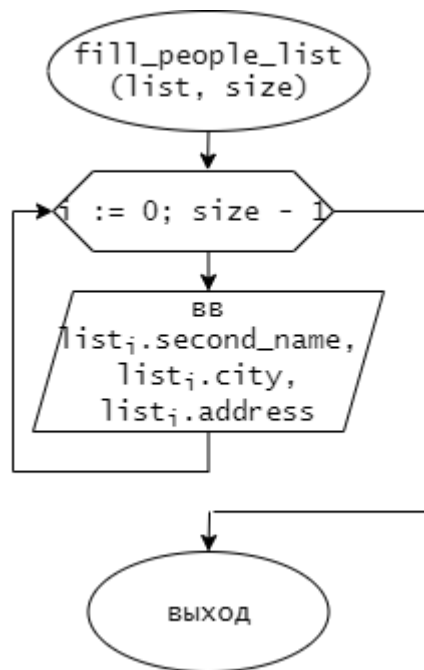 fill_people_list
(list, size)
i := 0; size - 1
вв
listᵢ.second_name,
listᵢ.city,
listᵢ.address
выход